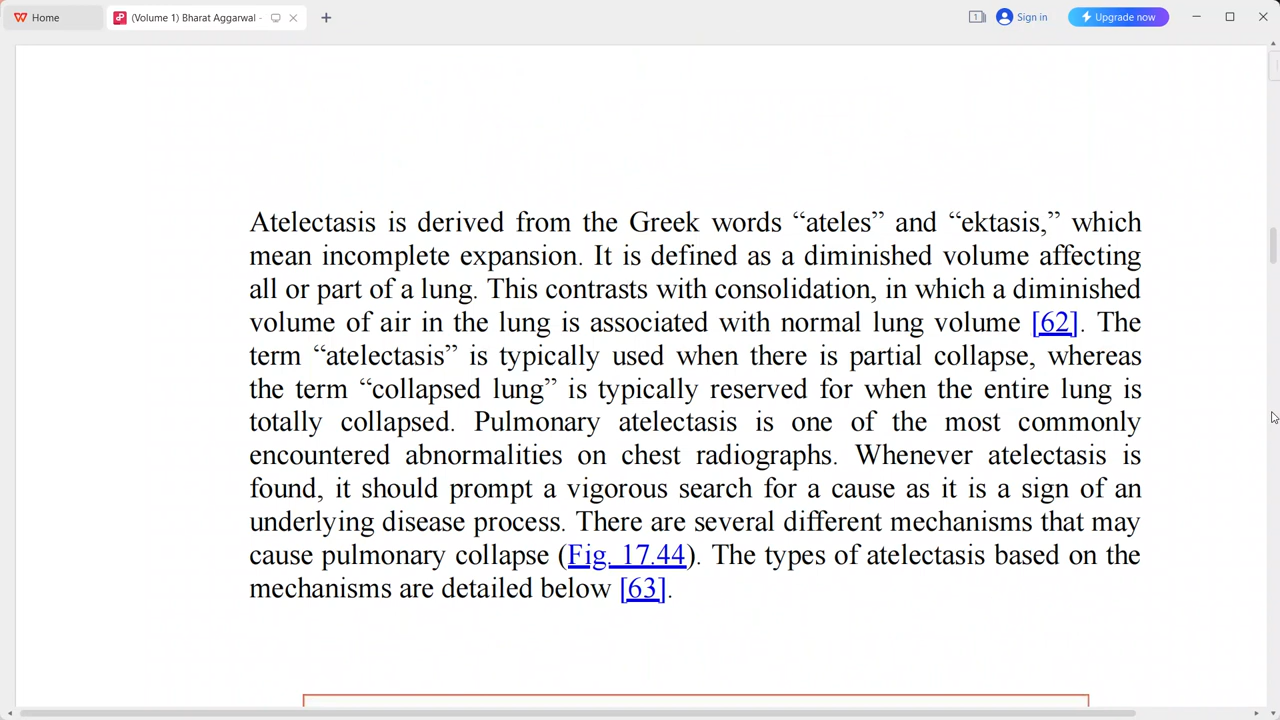 Home
(Volume 1) Bharat Aggarwal -
1
Sign in
Upgrade now
Atelectasis is derived from the Greek words “ateles” and “ektasis,” which
mean incomplete expansion. It is defined as a diminished volume affecting
all or part of a lung. This contrasts with consolidation, in which a diminished
volume of air in the lung is associated with normal lung volume [62]. The
term “atelectasis” is typically used when there is partial collapse, whereas
the term “collapsed lung” is typically reserved for when the entire lung is
totally collapsed. Pulmonary atelectasis is one of the most commonly
encountered abnormalities on chest radiographs. Whenever atelectasis is
found, it should prompt a vigorous search for a cause as it is a sign of an
underlying disease process. There are several different mechanisms that may
cause pulmonary collapse (Fig. 17.44). The types of atelectasis based on the
mechanisms are detailed below [63].